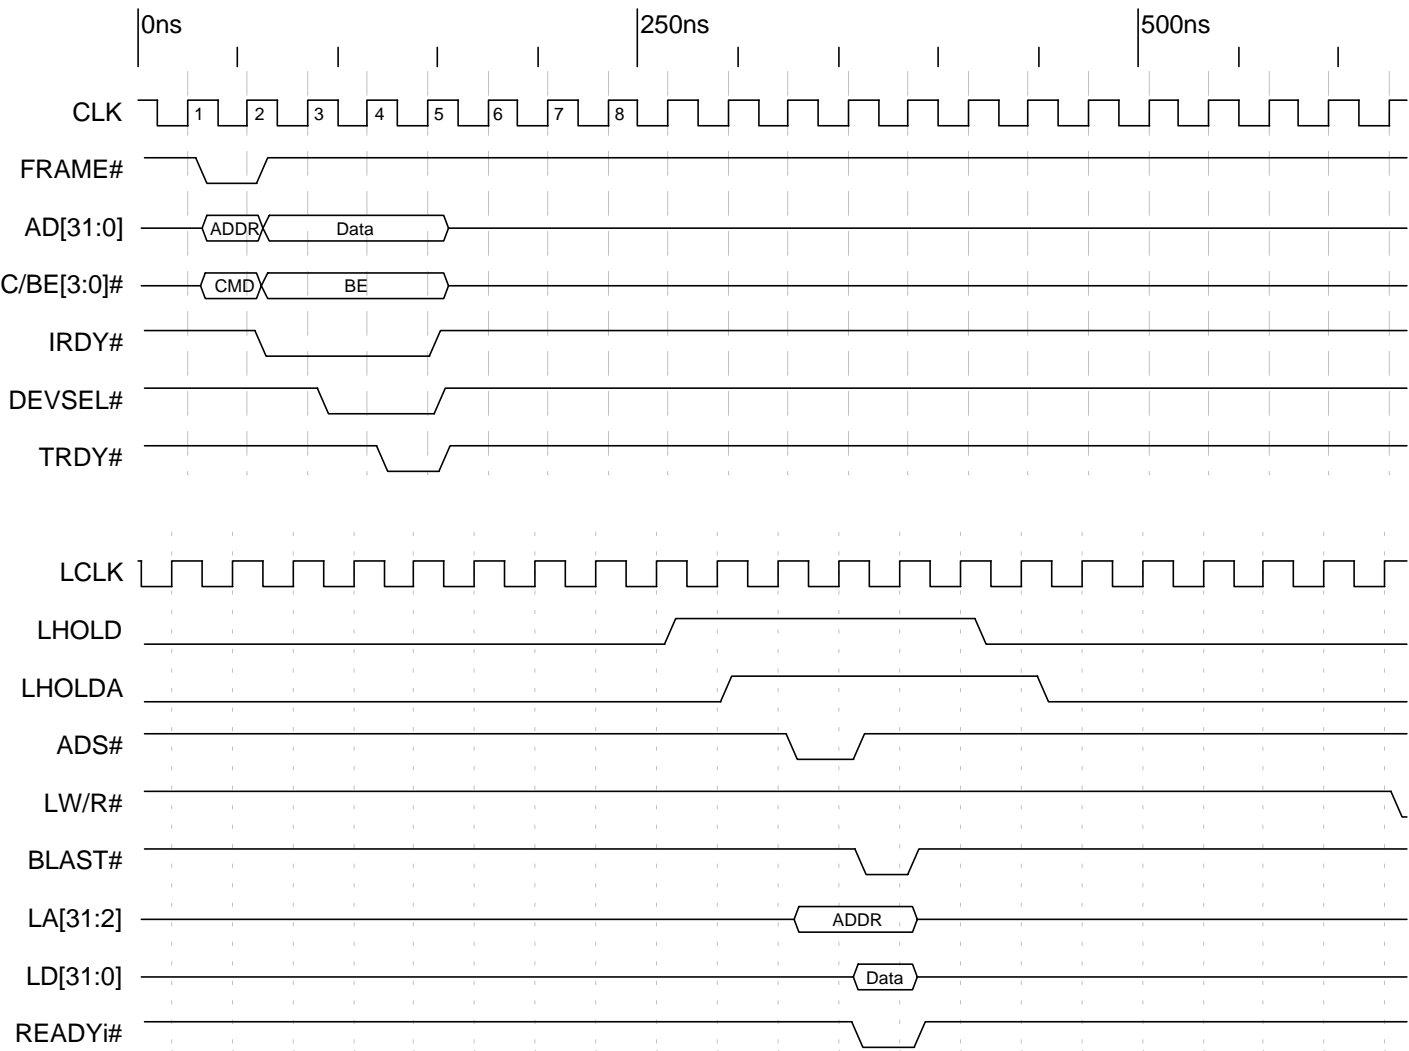 0ns 250ns 500ns
CLK 1 2 3 4 5 6 7 8
FRAME#
AD[31:0] ADDR Data
C/BE[3:0]# CMD BE
IRDY#
DEVSEL#
TRDY#
LCLK
LHOLD
LHOLDA
ADS#
LW/R#
BLAST#
LA[31:2] ADDR
LD[31:0] Data
READYi#